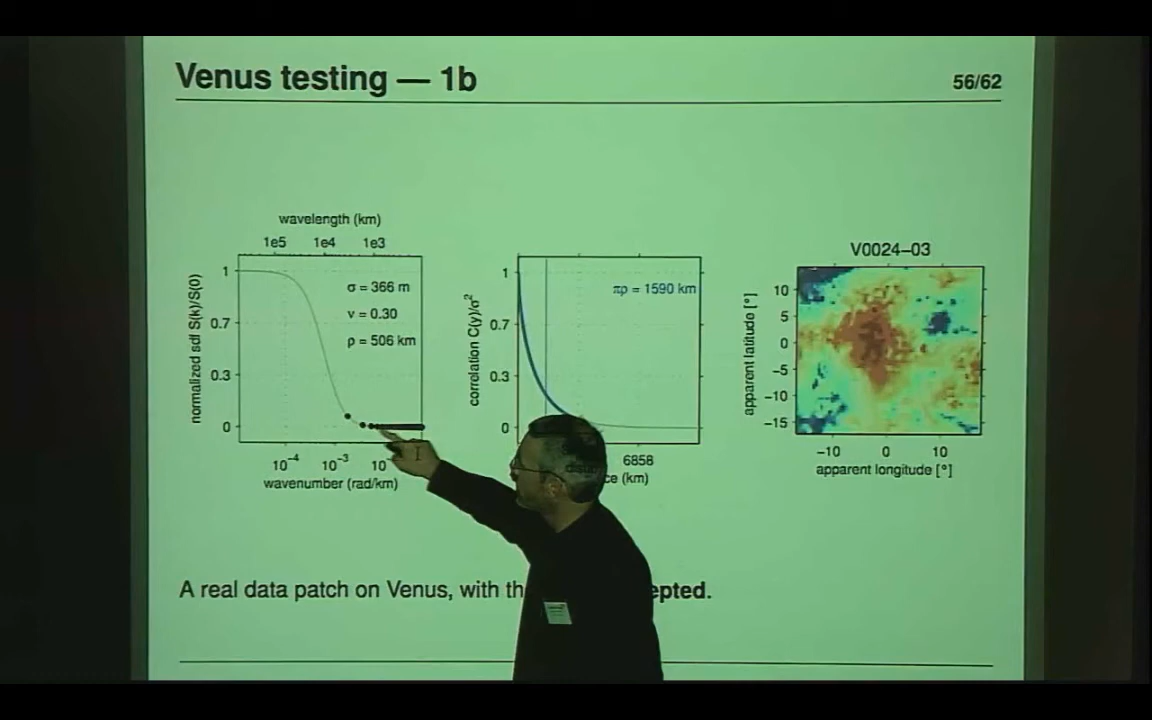 Venus testing — 1b
56/62
wavelength (km)
1e5 1e4 1e3
normalized sdf S(k)/S(0)
1
0.7
0.3
0
σ = 366 m
ν = 0.30
ρ = 506 km
10⁻⁴ 10⁻³ 10
wavenumber (rad/km)
correlation C(y)/σ²
1
0.7
0.3
0
πρ = 1590 km
6858
ce (km)
V0024–03
apparent latitude [°]
10
5
0
−5
−10
−15
−10 0 10
apparent longitude [°]
A real data patch on Venus, with th epted.